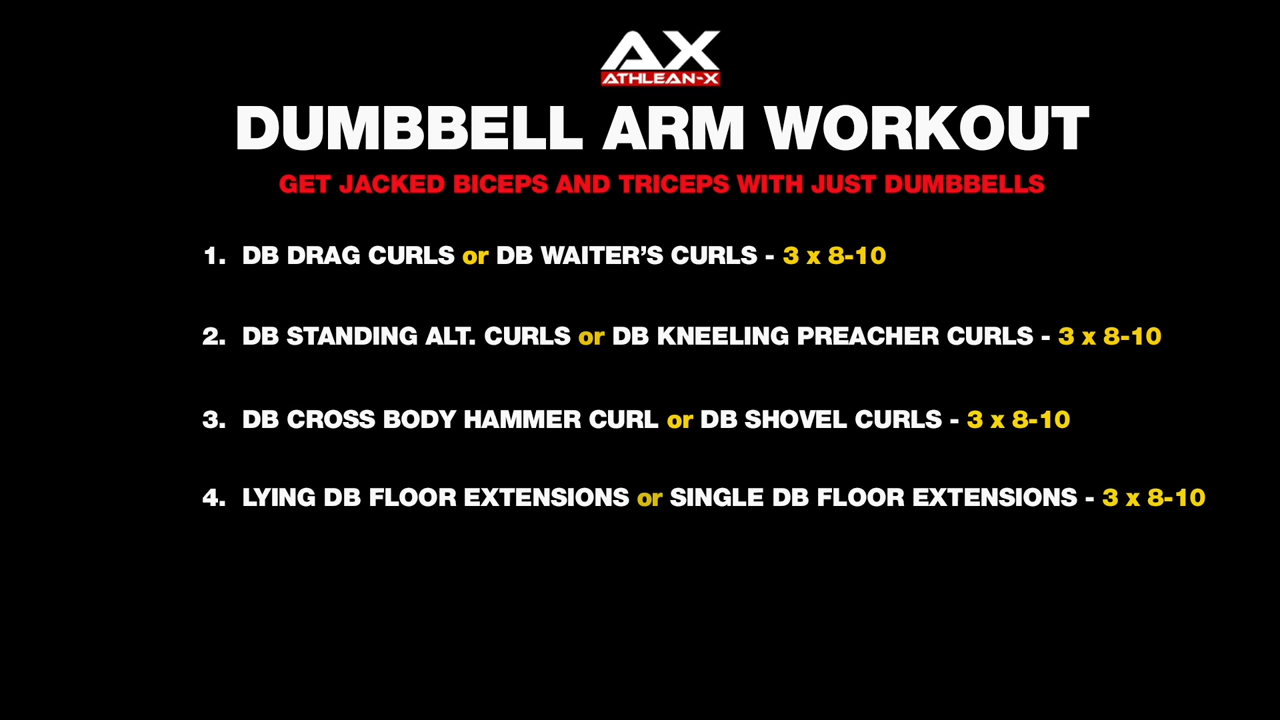 AX
ATHLEAN-X
DUMBBELL ARM WORKOUT
GET JACKED BICEPS AND TRICEPS WITH JUST DUMBBELLS
1. DB DRAG CURLS or DB WAITER’S CURLS - 3 x 8-10
2. DB STANDING ALT. CURLS or DB KNEELING PREACHER CURLS - 3 x 8-10
3. DB CROSS BODY HAMMER CURL or DB SHOVEL CURLS - 3 x 8-10
4. LYING DB FLOOR EXTENSIONS or SINGLE DB FLOOR EXTENSIONS - 3 x 8-10